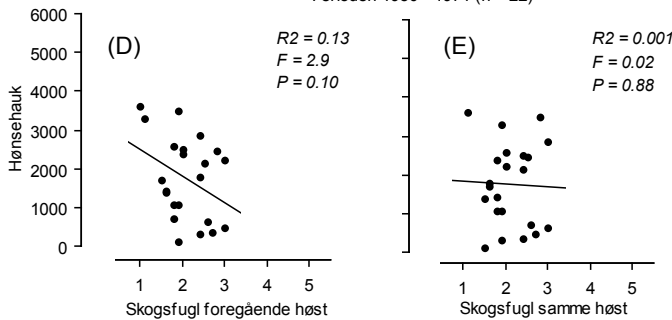 6000
5000
4000
3000
2000
1000
0
Hønsehauk
(D)
R2 = 0.13
F = 2.9
P = 0.10
1 2 3 4 5
Skogsfugl foregående høst
(E)
R2 = 0.001
F = 0.02
P = 0.88
1 2 3 4 5
Skogsfugl samme høst